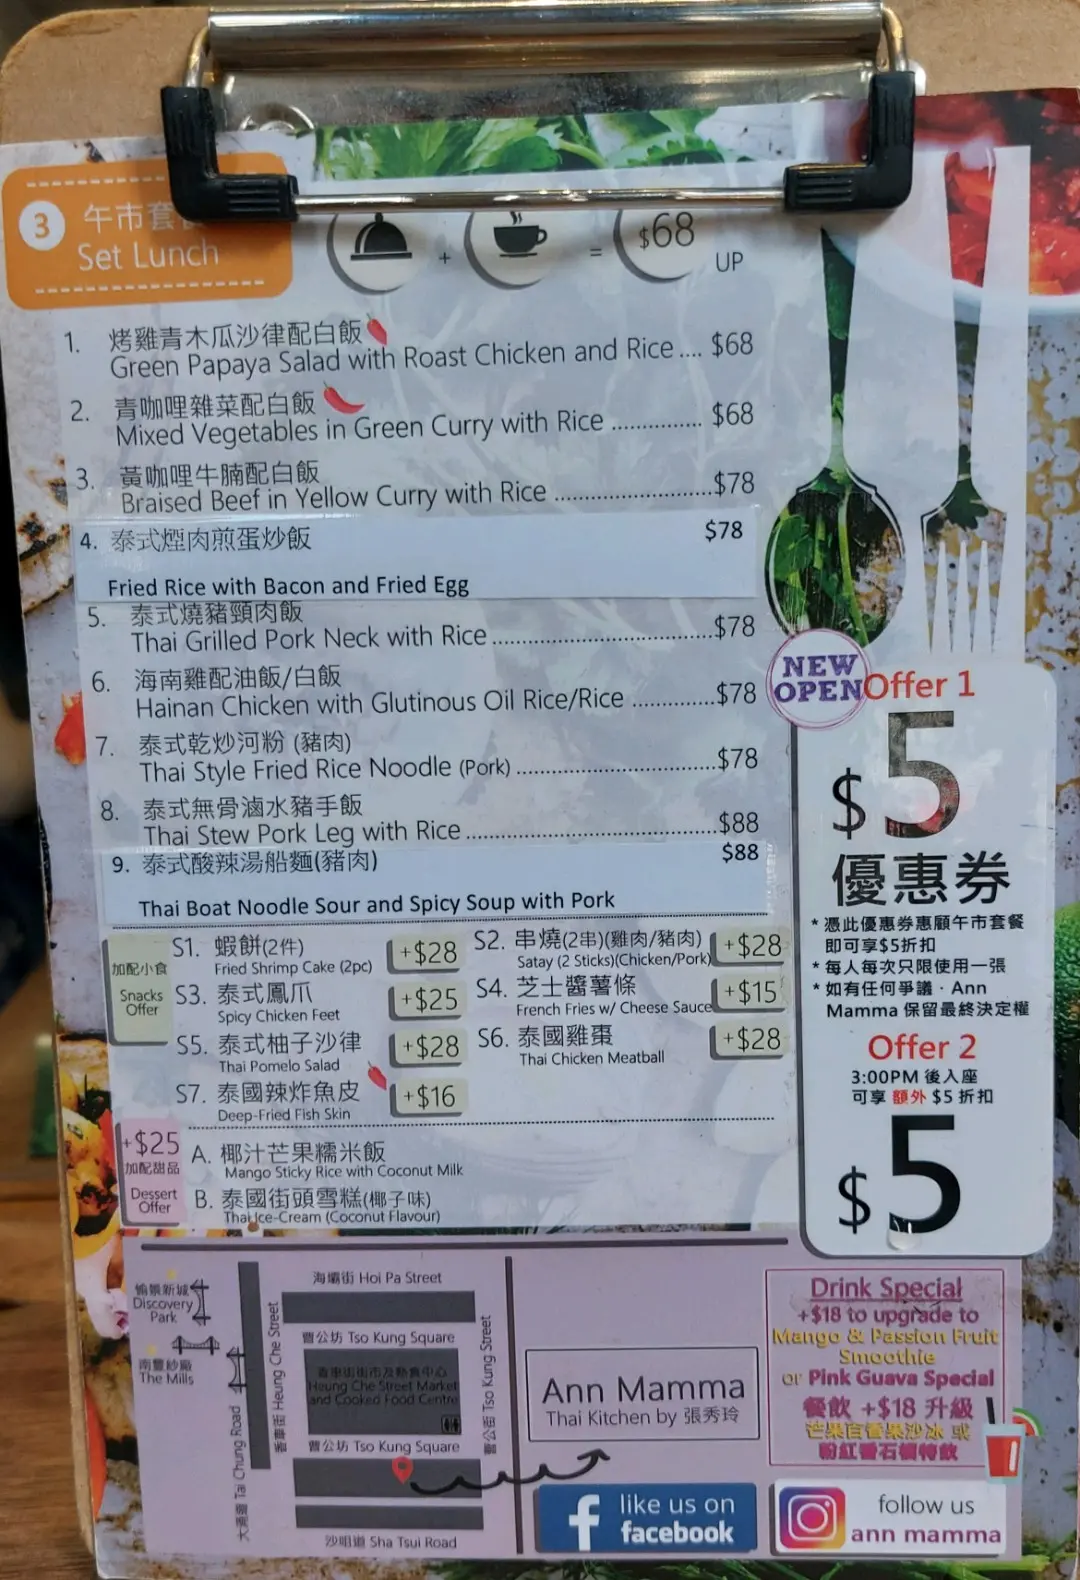 3 午市套
Set Lunch
+ = $68 UP
1. 烤雞青木瓜沙律配白飯
Green Papaya Salad with Roast Chicken and Rice .... $68
2. 青咖哩雜菜配白飯
Mixed Vegetables in Green Curry with Rice ............... $68
3. 黃咖哩牛腩配白飯
Braised Beef in Yellow Curry with Rice .........................$78
4. 泰式煙肉煎蛋炒飯 $78
Fried Rice with Bacon and Fried Egg
5. 泰式燒豬頸肉飯
Thai Grilled Pork Neck with Rice ...................................$78
6. 海南雞配油飯/白飯
Hainan Chicken with Glutinous Oil Rice/Rice .............$78
7. 泰式乾炒河粉 (豬肉)
Thai Style Fried Rice Noodle (Pork) ................................$78
8. 泰式無骨滷水豬手飯
Thai Stew Pork Leg with Rice ........................................$88
9. 泰式酸辣湯船麵(豬肉) $88
Thai Boat Noodle Sour and Spicy Soup with Pork
加配小食
Snacks
Offer
S1. 蝦餅(2件) +$28
Fried Shrimp Cake (2pc)
S2. 串燒(2串)(雞肉/豬肉) +$28
Satay (2 Sticks)(Chicken/Pork)
S3. 泰式鳳爪 +$25
Spicy Chicken Feet
S4. 芝士醬薯條 +$15
French Fries w/ Cheese Sauce
S5. 泰式柚子沙律 +$28
Thai Pomelo Salad
S6. 泰國雞棗 +$28
Thai Chicken Meatball
S7. 泰國辣炸魚皮 +$16
Deep-Fried Fish Skin
+$25
加配甜品
Dessert
Offer
A. 椰汁芒果糯米飯
Mango Sticky Rice with Coconut Milk
B. 泰國街頭雪糕(椰子味)
Thai Ice-Cream (Coconut Flavour)
NEW
OPEN
Offer 1
$5
優惠券
* 憑此優惠券惠顧午市套餐
即可享$5折扣
* 每人每次只限使用一張
* 如有任何爭議，Ann
Mamma 保留最終決定權
Offer 2
3:00PM 後入座
可享 額外 $5 折扣
$5
愉景新城
Discovery
Park
南豐紗廠
The Mills
大涌道 Tai Chung Road
香車街 Heung Che Street
海壩街 Hoi Pa Street
曹公坊 Tso Kung Square
香車街街市及熟食中心
Heung Che Street Market
and Cooked Food Centre
曹公坊 Tso Kung Square
曹公街 Tso Kung Street
沙咀道 Sha Tsui Road
Ann Mamma
Thai Kitchen by 張秀玲
Drink Special
+$18 to upgrade to
Mango & Passion Fruit
Smoothie
or Pink Guava Special
餐飲 +$18 升級
芒果百香果沙冰 或
粉紅番石榴特飲
f like us on
facebook
follow us
ann mamma